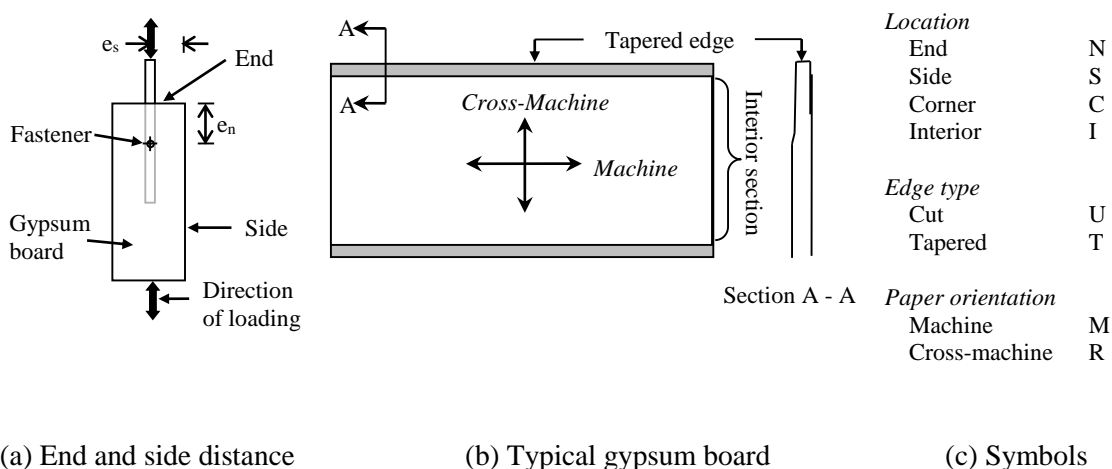 e_s
End
e_n
Fastener
Gypsum
board
Side
Direction
of loading
(a) End and side distance
A
A
Tapered edge
Cross-Machine
Machine
Interior section
Section A - A
(b) Typical gypsum board
Location
End N
Side S
Corner C
Interior I
Edge type
Cut U
Tapered T
Paper orientation
Machine M
Cross-machine R
(c) Symbols